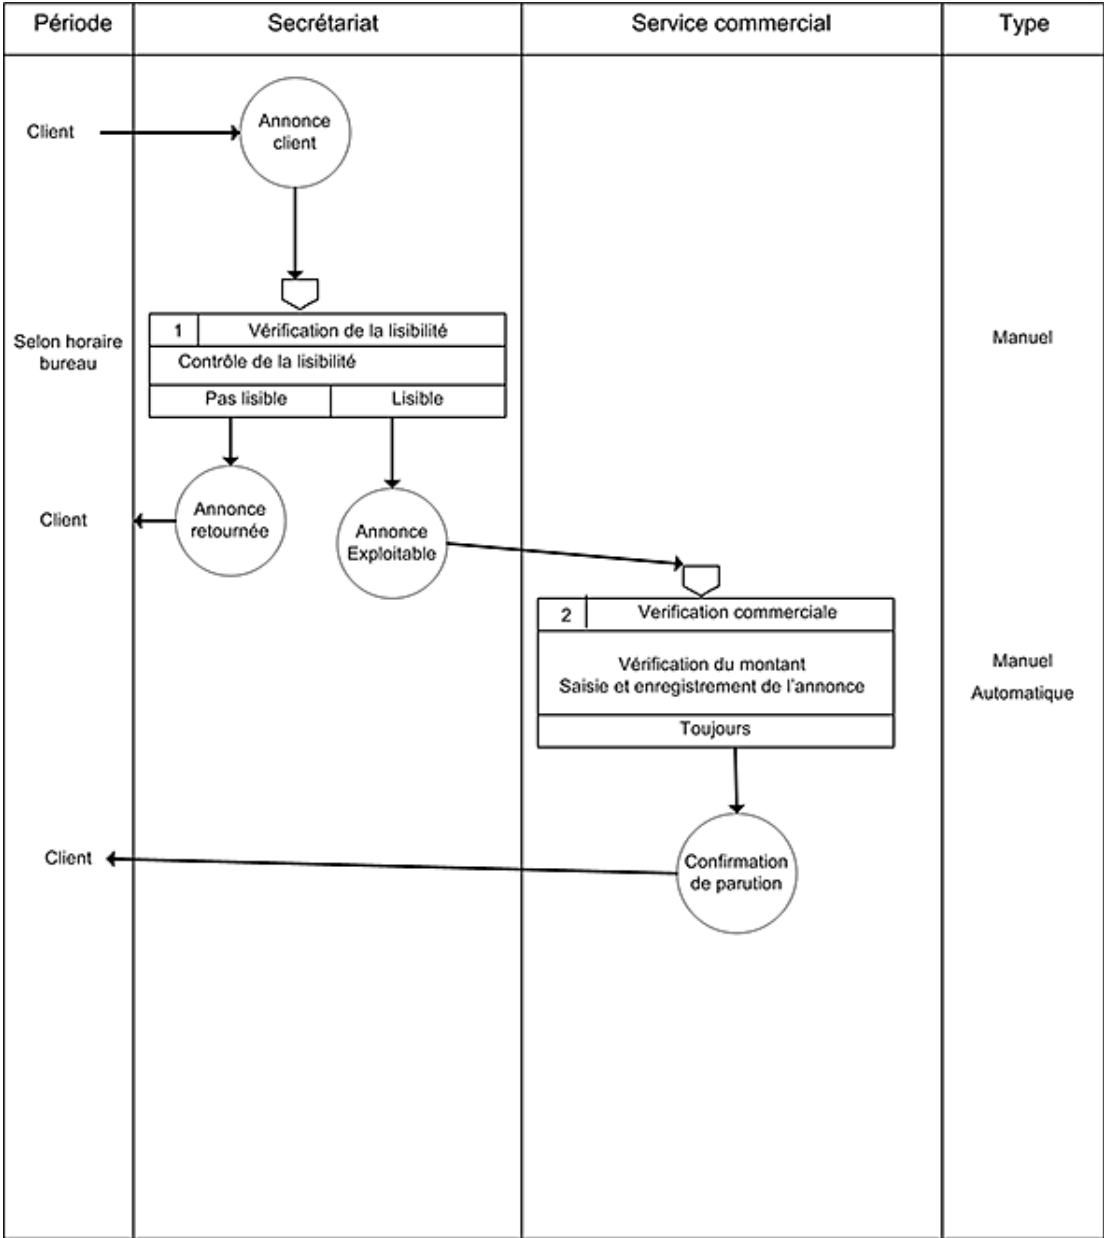 Période
Secrétariat
Service commercial
Type
Client
Annonce
client
1
Vérification de la lisibilité
Contrôle de la lisibilité
Pas lisible
Lisible
Selon horaire
bureau
Manuel
Client
Annonce
retournée
Annonce
Exploitable
2
Verification commerciale
Vérification du montant
Saisie et enregistrement de l'annonce
Toujours
Manuel
Automatique
Client
Confirmation
de parution